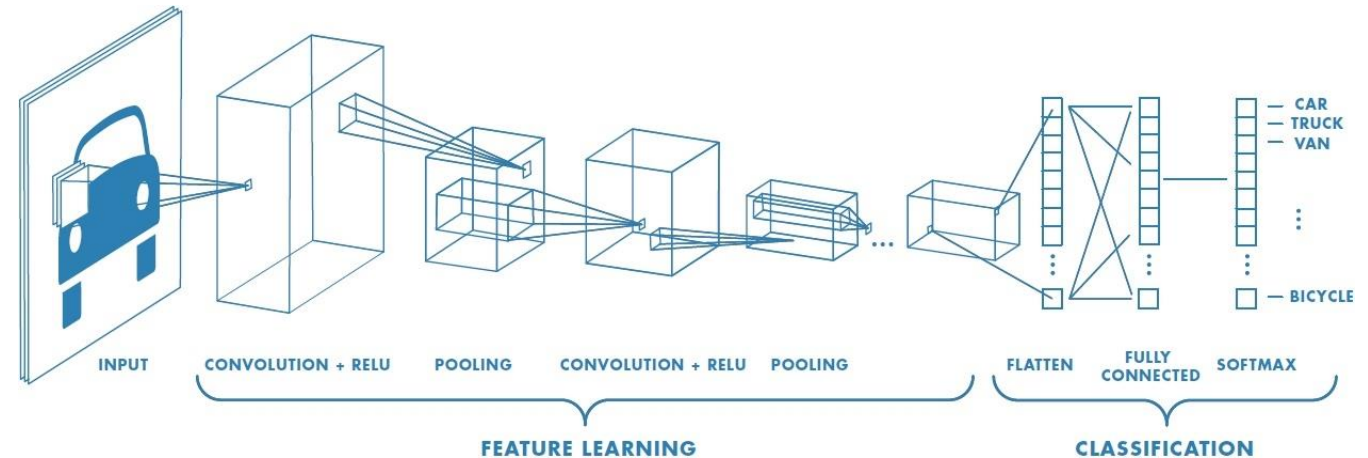 CAR
TRUCK
VAN
BICYCLE
INPUT
CONVOLUTION + RELU
POOLING
CONVOLUTION + RELU
POOLING
FLATTEN
FULLY
CONNECTED
SOFTMAX
FEATURE LEARNING
CLASSIFICATION